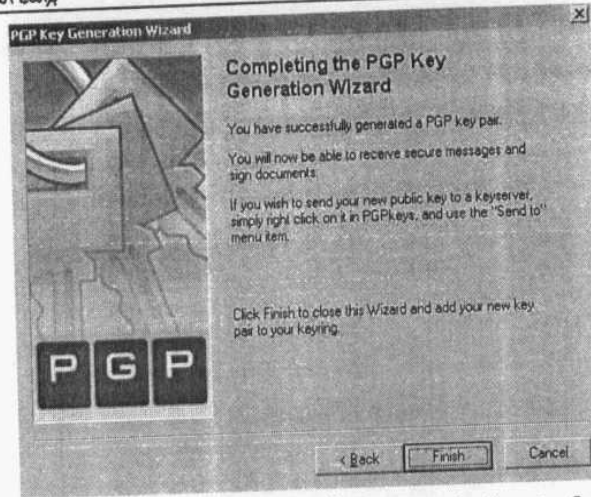 PGP Key Generation Wizard
Completing the PGP Key
Generation Wizard
You have successfully generated a PGP key pair.
You will now be able to receive secure messages and
sign documents.
If you wish to send your new public key to a keyserver,
simply right click on it in PGPkeys, and use the "Send to"
menu item.
Click Finish to close this Wizard and add your new key
pair to your keyring.
P G P
< Back Finish Cancel